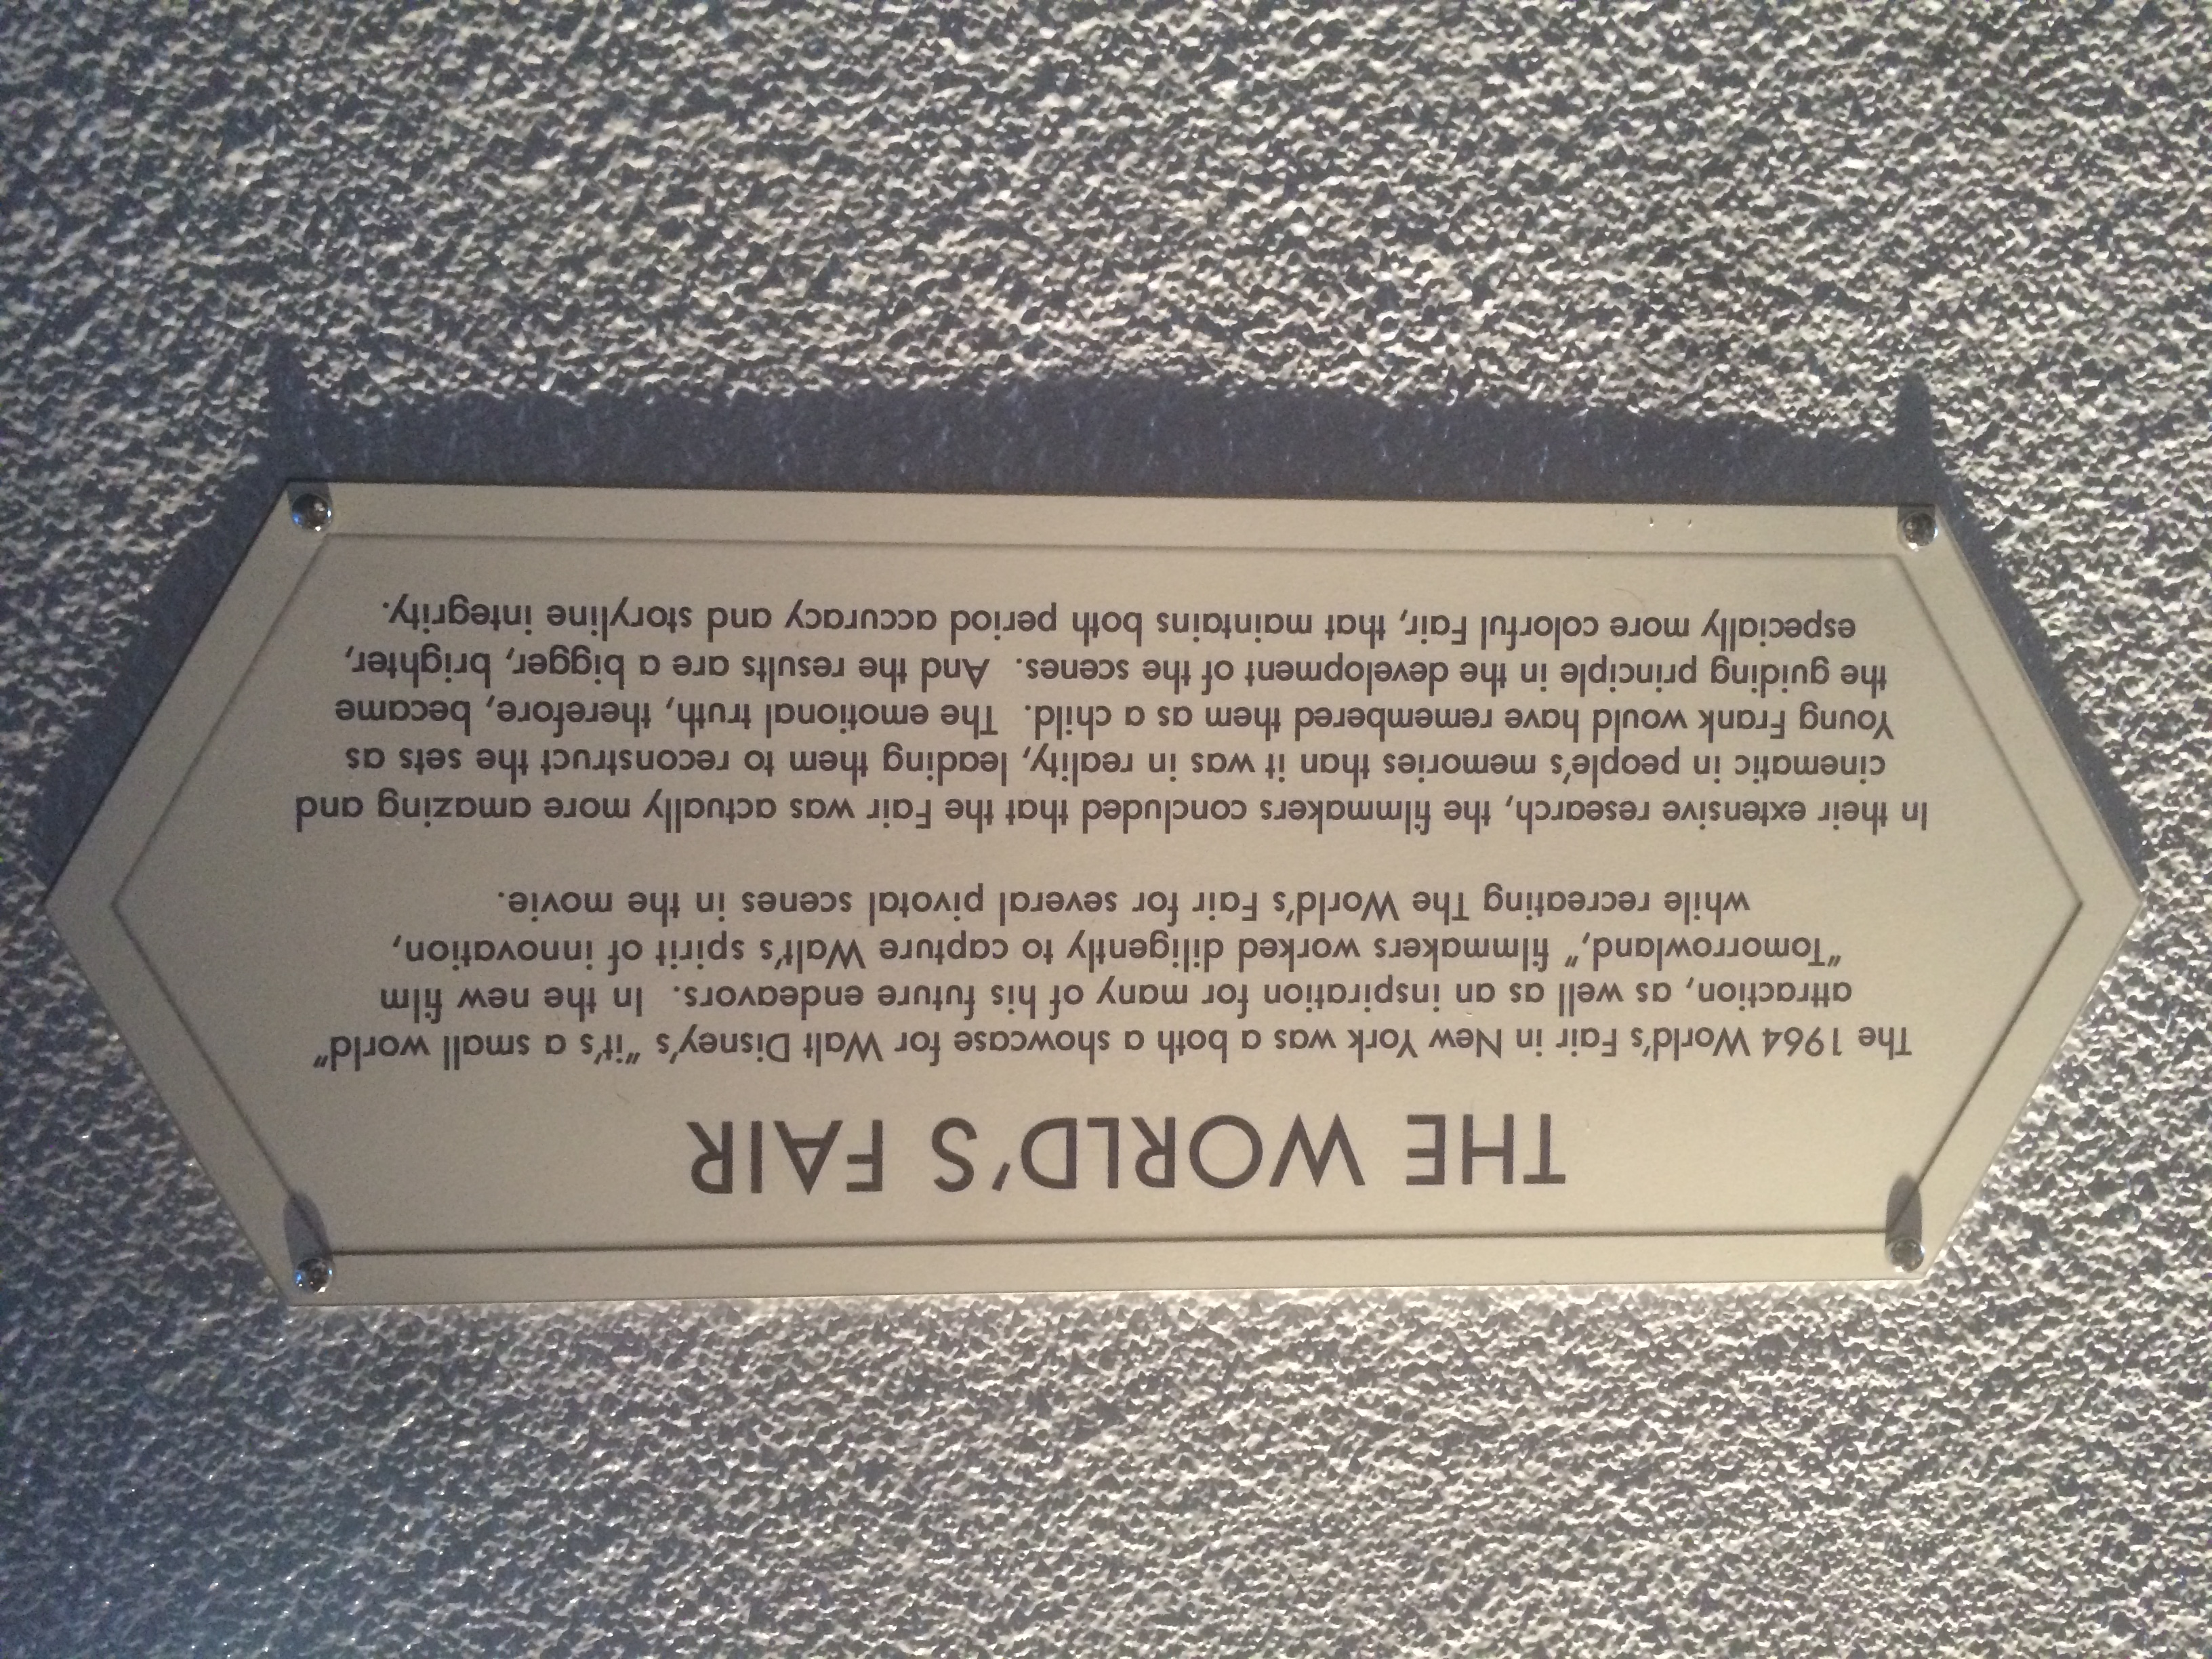 THE WORLD'S FAIR
The 1964 World's Fair in New York was a both a showcase for Walt Disney's "it's a small world"
attraction, as well as an inspiration for many of his future endeavors.  In the new film
"Tomorrowland," filmmakers worked diligently to capture Walt's spirit of innovation,
while recreating The World's Fair for several pivotal scenes in the movie.
In their extensive research, the filmmakers concluded that the Fair was actually more amazing and
cinematic in people's memories than it was in reality, leading them to reconstruct the sets as
Young Frank would have remembered them as a child.  The emotional truth, therefore, became
the guiding principle in the development of the scenes.  And the results are a bigger, brighter,
especially more colorful Fair, that maintains both period accuracy and storyline integrity.